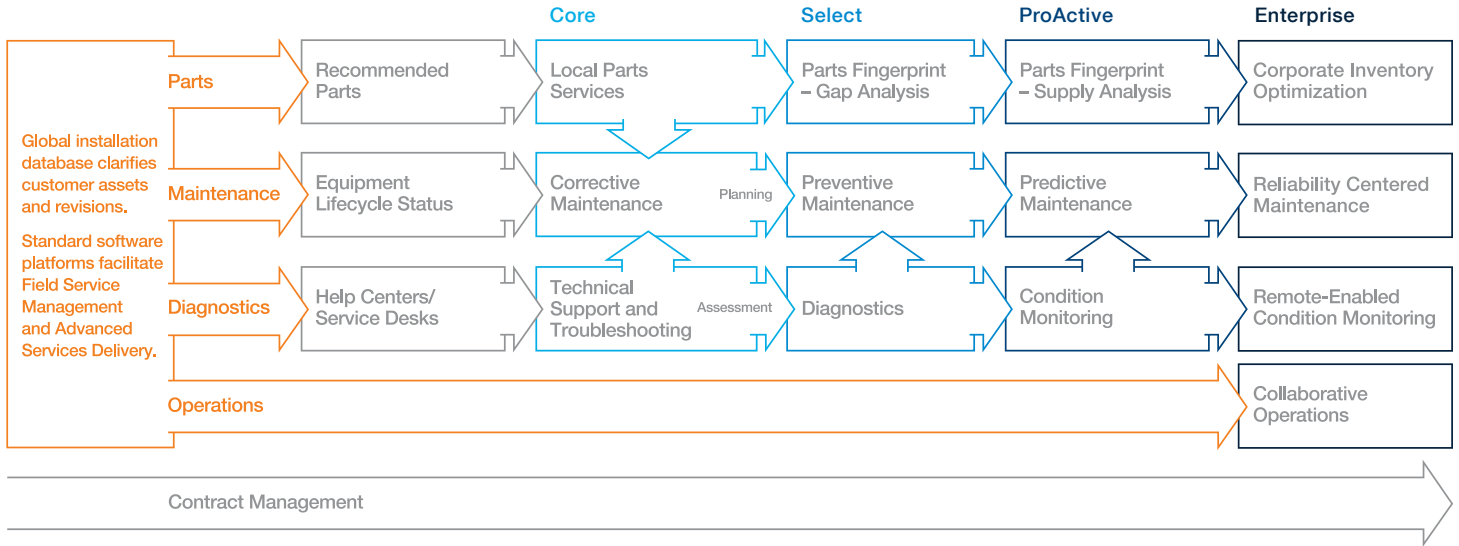 Core
Select
ProActive
Enterprise
Global installation
database clarifies
customer assets
and revisions.
Standard software
platforms facilitate
Field Service
Management
and Advanced
Services Delivery.
Parts
Recommended
Parts
Local Parts
Services
Parts Fingerprint
– Gap Analysis
Parts Fingerprint
– Supply Analysis
Corporate Inventory
Optimization
Maintenance
Equipment
Lifecycle Status
Corrective
Maintenance
Planning
Preventive
Maintenance
Predictive
Maintenance
Reliability Centered
Maintenance
Diagnostics
Help Centers/
Service Desks
Technical
Support and
Troubleshooting
Assessment
Diagnostics
Condition
Monitoring
Remote-Enabled
Condition Monitoring
Operations
Collaborative
Operations
Contract Management